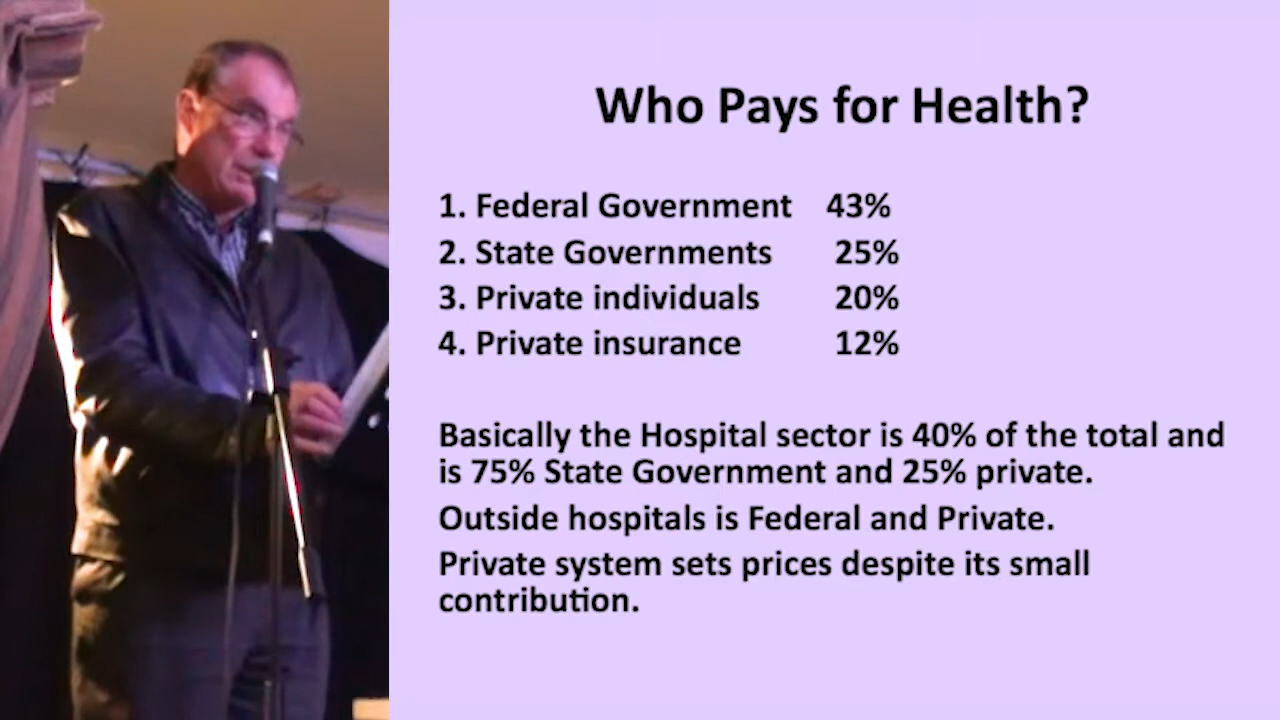 Who Pays for Health?
1. Federal Government 43%
2. State Governments 25%
3. Private individuals 20%
4. Private insurance 12%
Basically the Hospital sector is 40% of the total and
is 75% State Government and 25% private.
Outside hospitals is Federal and Private.
Private system sets prices despite its small
contribution.